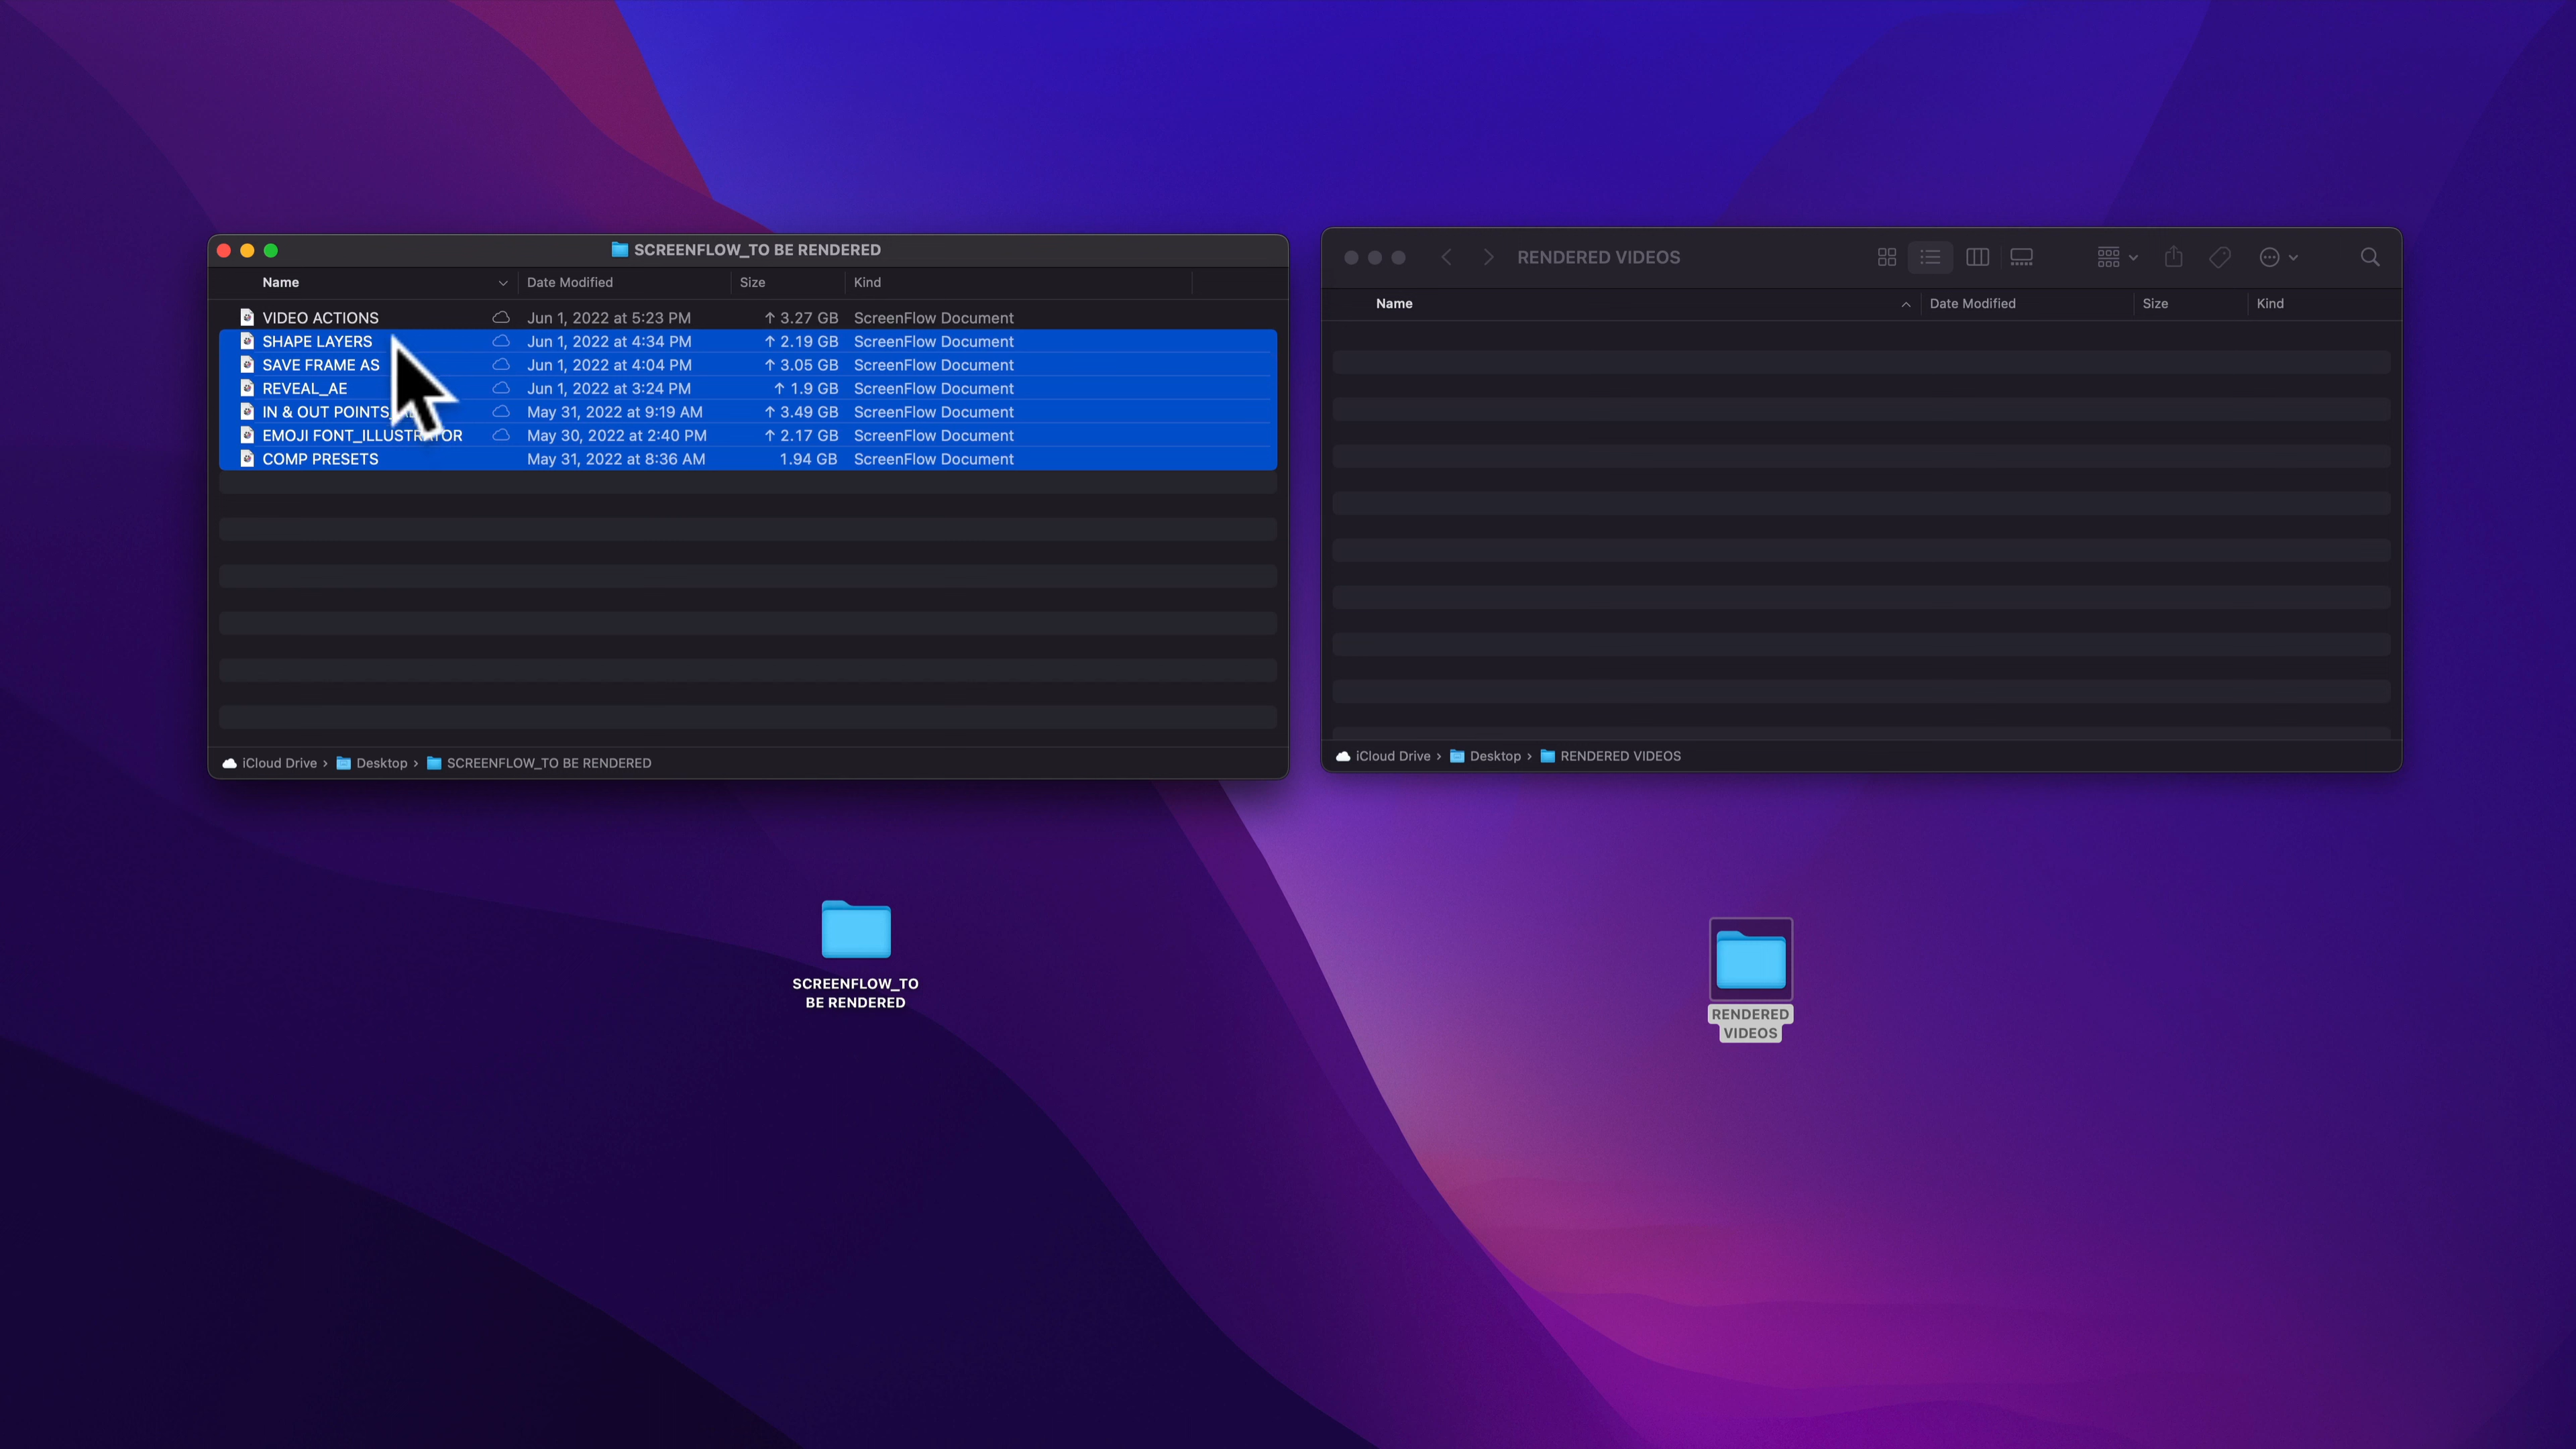 SCREENFLOW_TO BE RENDERED
Name Date Modified Size Kind
VIDEO ACTIONS Jun 1, 2022 at 5:23 PM ↑ 3.27 GB ScreenFlow Document
SHAPE LAYERS Jun 1, 2022 at 4:34 PM ↑ 2.19 GB ScreenFlow Document
SAVE FRAME AS Jun 1, 2022 at 4:04 PM ↑ 3.05 GB ScreenFlow Document
REVEAL_AE Jun 1, 2022 at 3:24 PM ↑ 1.9 GB ScreenFlow Document
IN & OUT POINTS May 31, 2022 at 9:19 AM ↑ 3.49 GB ScreenFlow Document
EMOJI FONT_ILLUSTRATOR May 30, 2022 at 2:40 PM ↑ 2.17 GB ScreenFlow Document
COMP PRESETS May 31, 2022 at 8:36 AM 1.94 GB ScreenFlow Document
iCloud Drive › Desktop › SCREENFLOW_TO BE RENDERED
RENDERED VIDEOS
Name Date Modified Size Kind
iCloud Drive › Desktop › RENDERED VIDEOS
SCREENFLOW_TO
BE RENDERED
RENDERED
VIDEOS